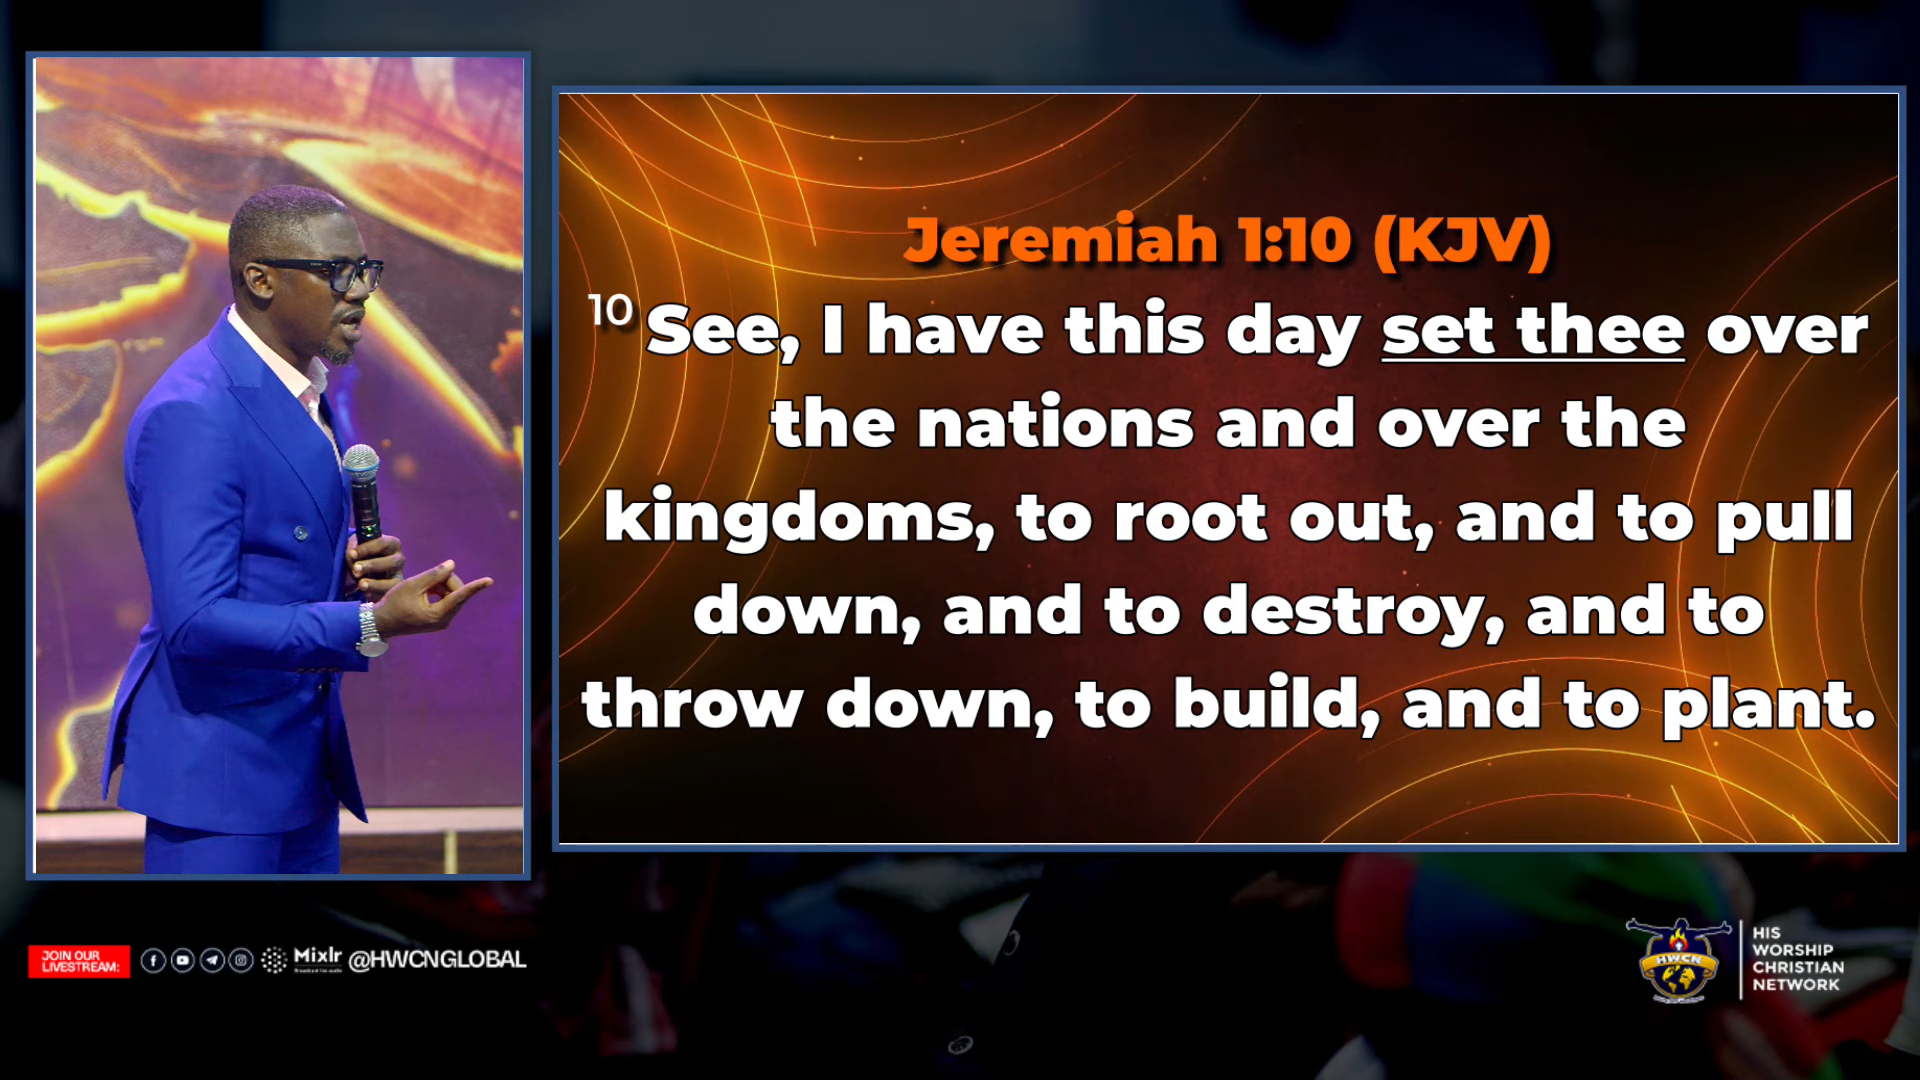 Jeremiah 1:10 (KJV)
10 See, I have this day set thee over
the nations and over the
kingdoms, to root out, and to pull
down, and to destroy, and to
throw down, to build, and to plant.
JOIN OUR
LIVESTREAM:
Mixlr
@HWCNGLOBAL
HWCN
HIS
WORSHIP
CHRISTIAN
NETWORK